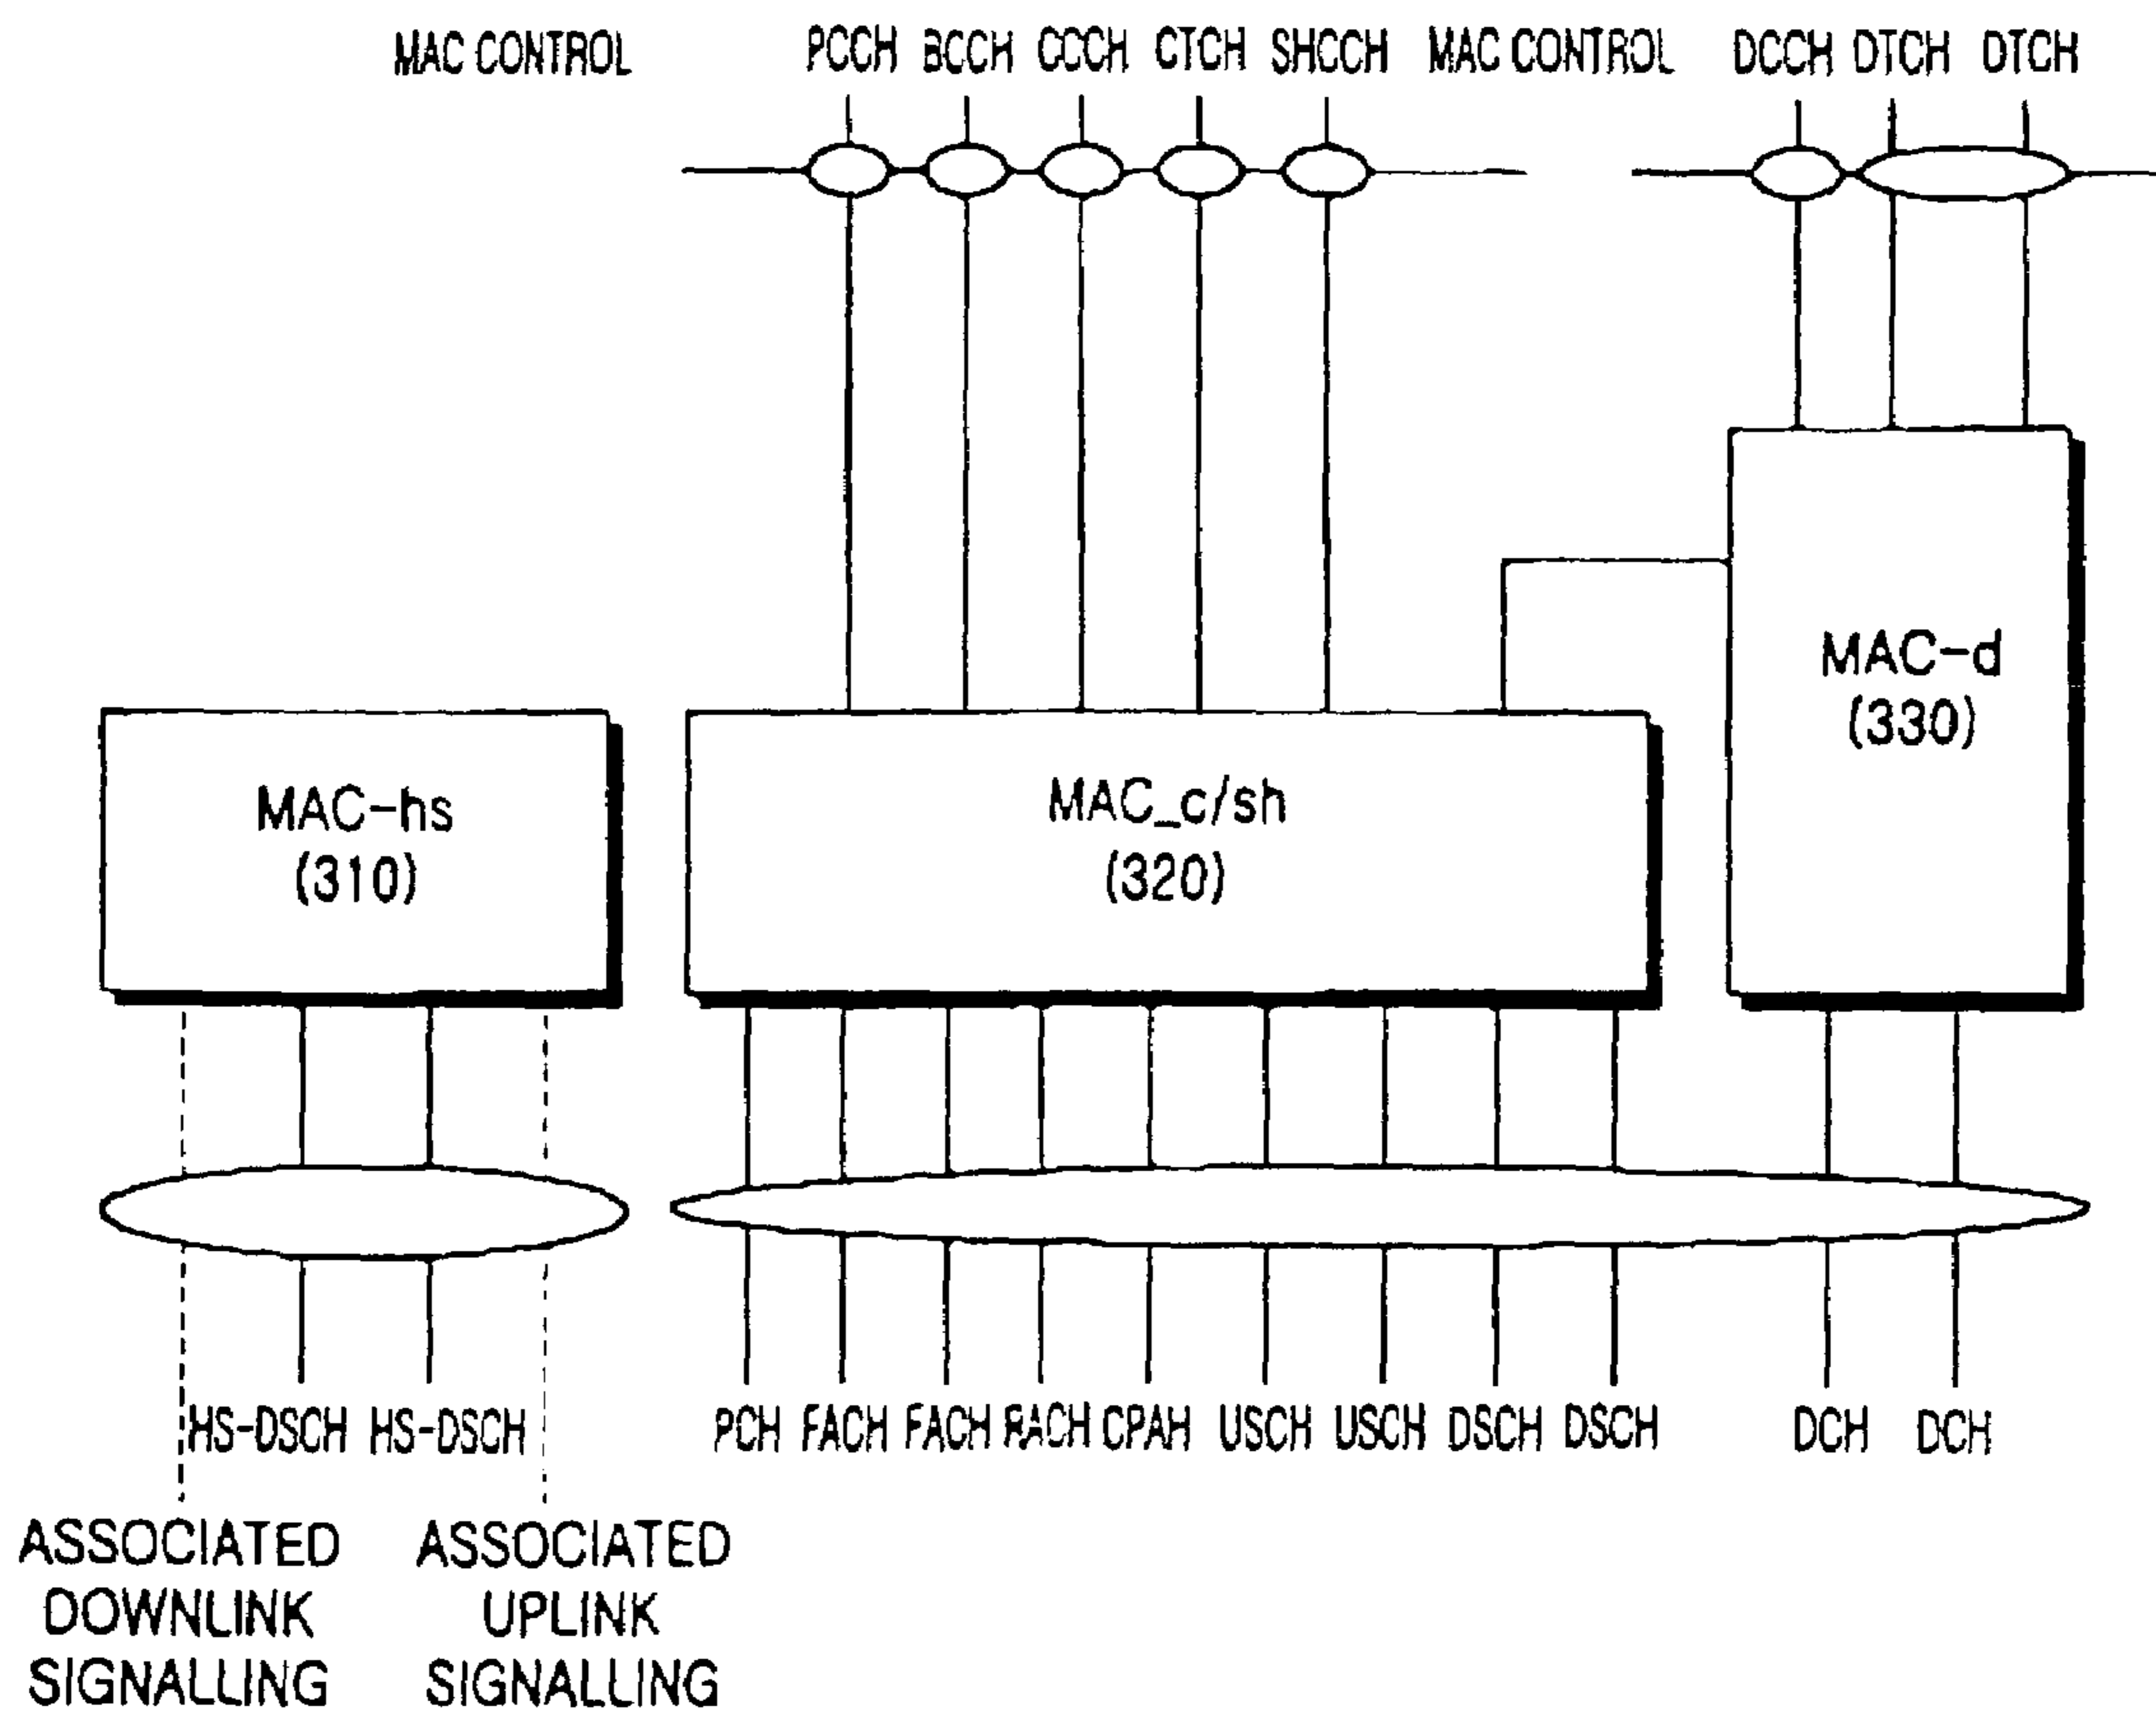 MAC CONTROL PCCH BCCH CCCH CTCH SHCCH MAC CONTROL DCCH DTCH DTCH
MAC-d
(330)
MAC-hs
(310)
MAC_c/sh
(320)
HS-DSCH HS-DSCH PCH FACH FACH RACH CPAH USCH USCH DSCH DSCH DCH DCH
ASSOCIATED
DOWNLINK
SIGNALLING
ASSOCIATED
UPLINK
SIGNALLING